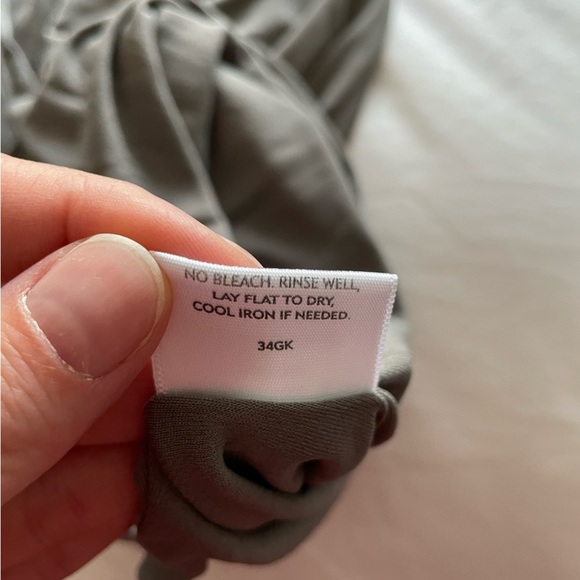 NO BLEACH. RINSE WELL,
LAY FLAT TO DRY,
COOL IRON IF NEEDED.
34GK